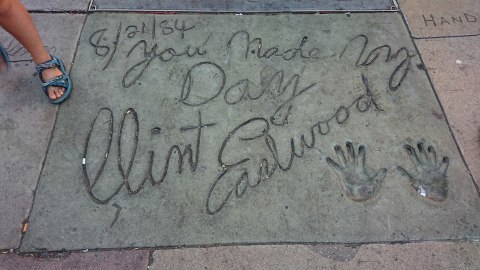 8/21/84
You Made My
Day
Clint Eastwood
HAND